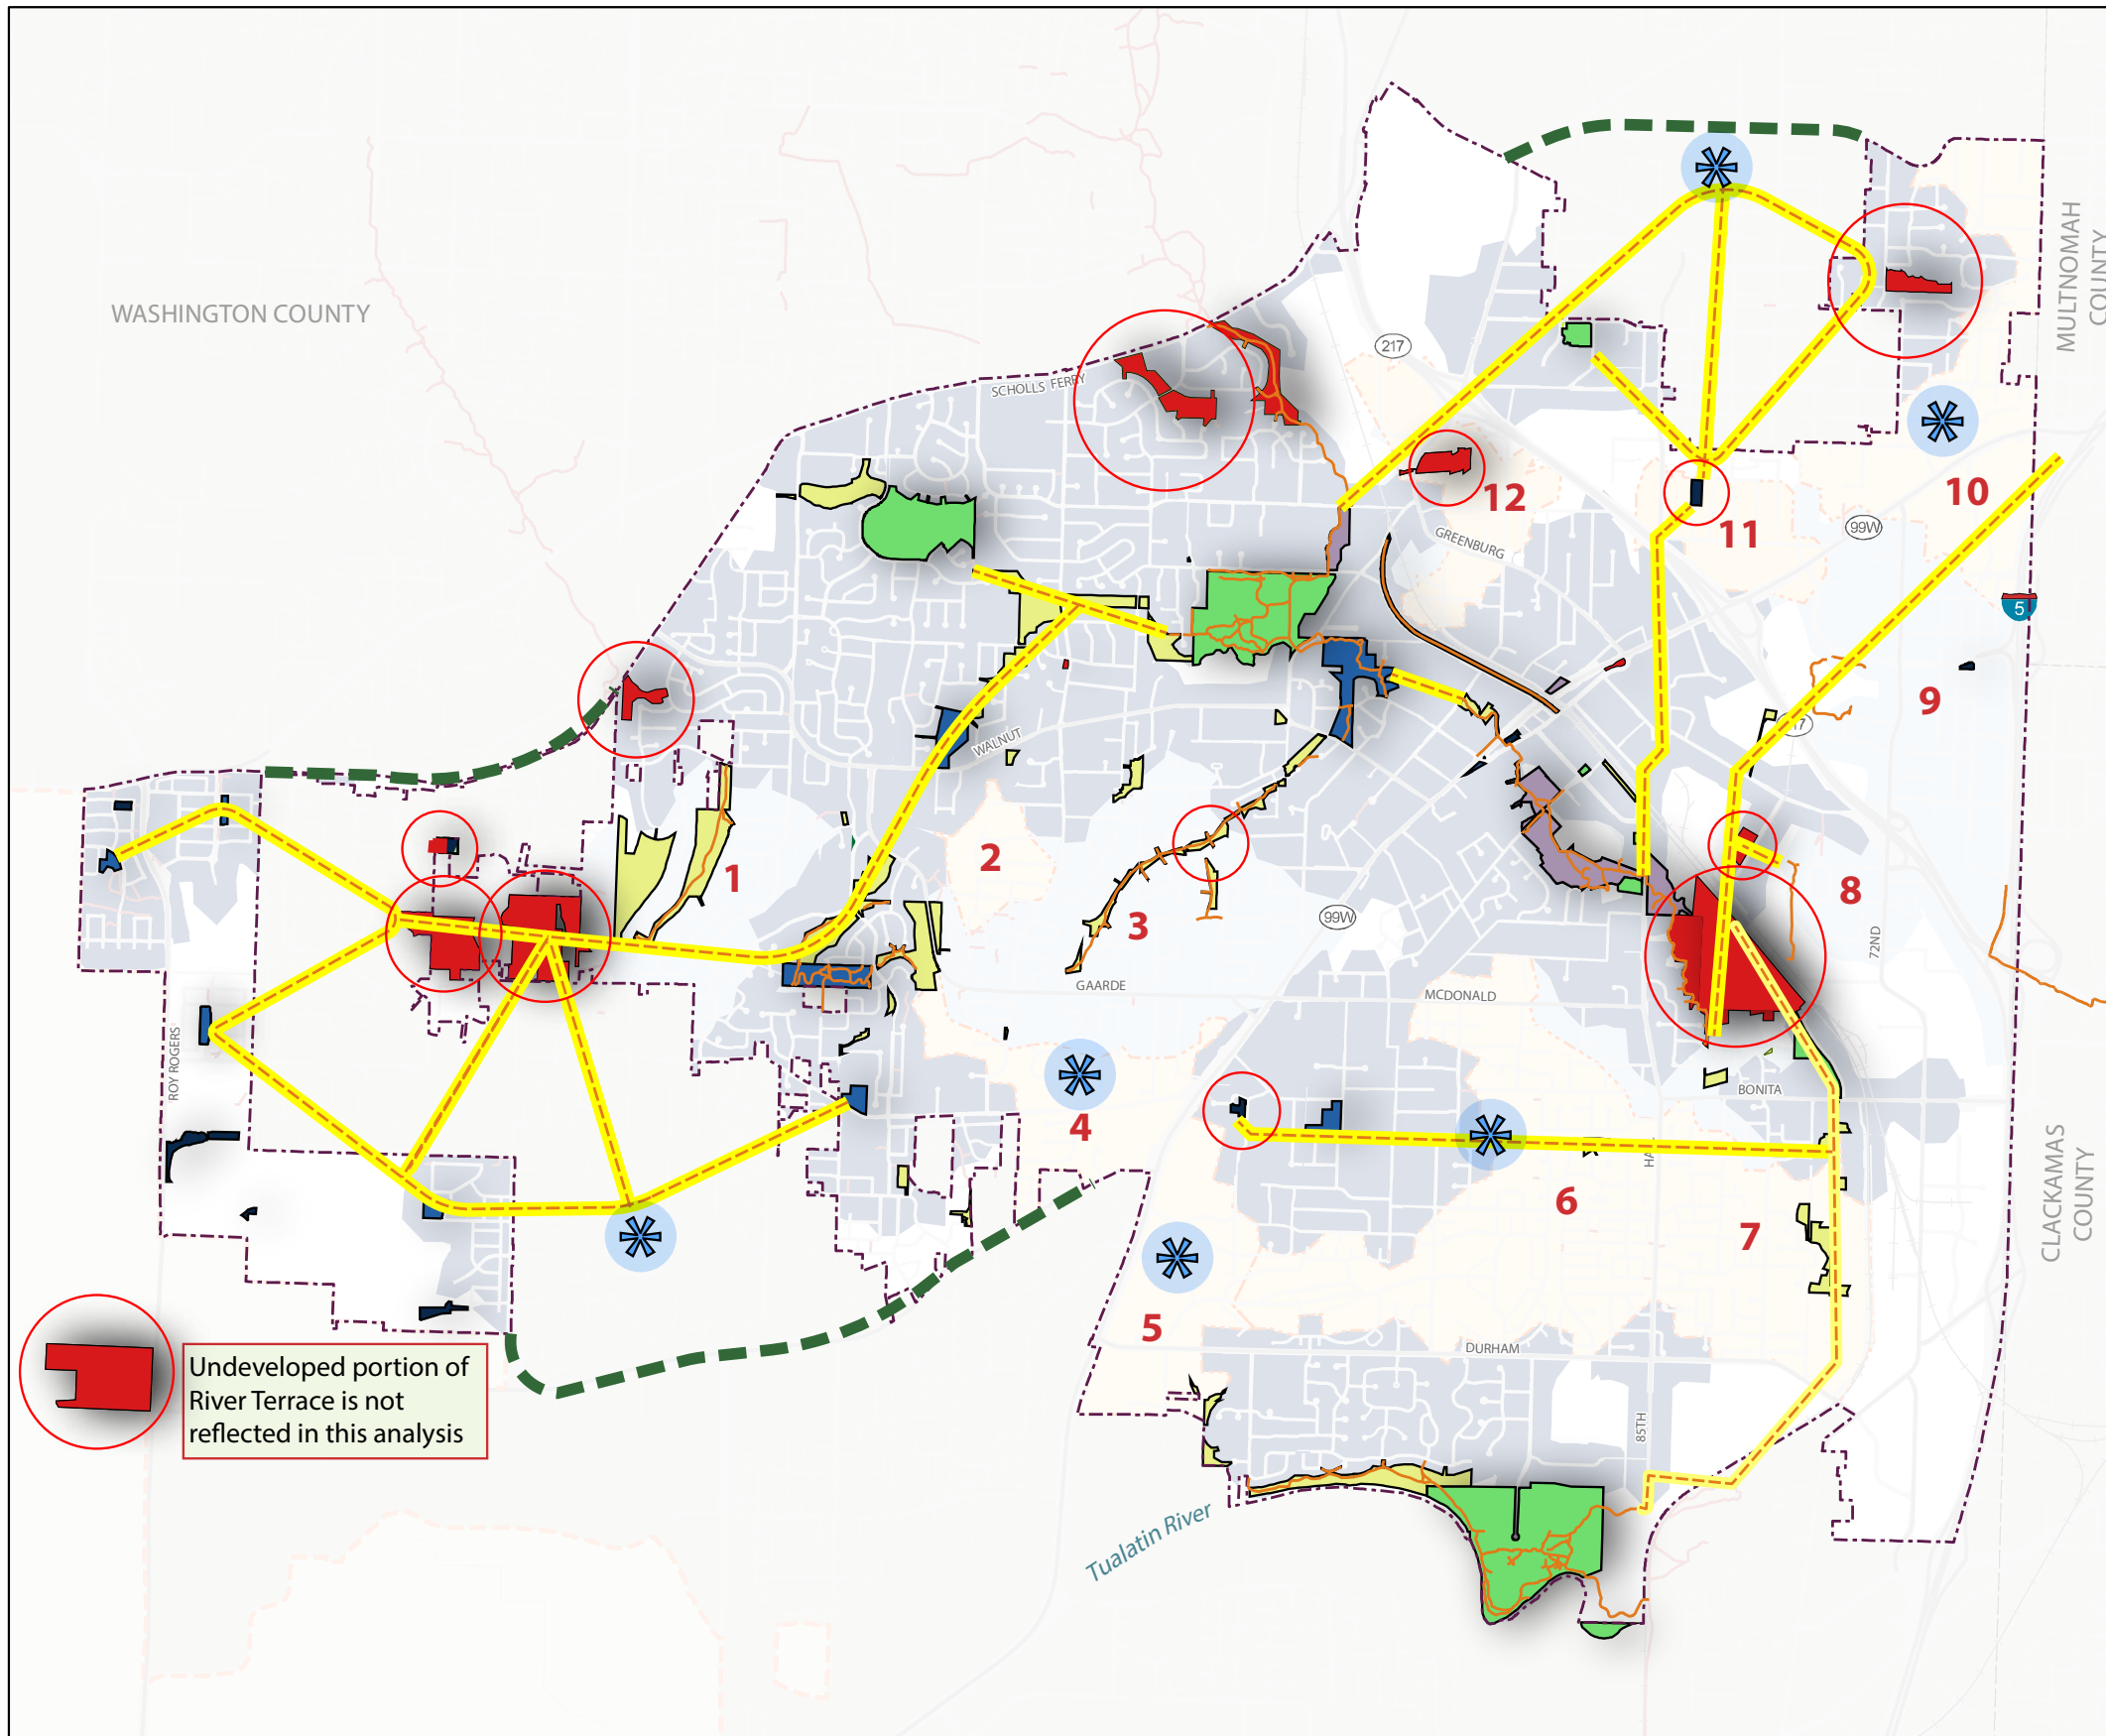 MULTNOMAH
COUNTY
WASHINGTON COUNTY
217
SCHOLLS FERRY
12
10
11
99W
GREENBURG
5
9
WALNUT
2
1
3
8
99W
72ND
GAARDE
MCDONALD
ROY ROGERS
BONITA
4
CLACKAMAS
COUNTY
6
7
5
DURHAM
Undeveloped portion of
River Terrace is not
reflected in this analysis
85TH
Tualatin River